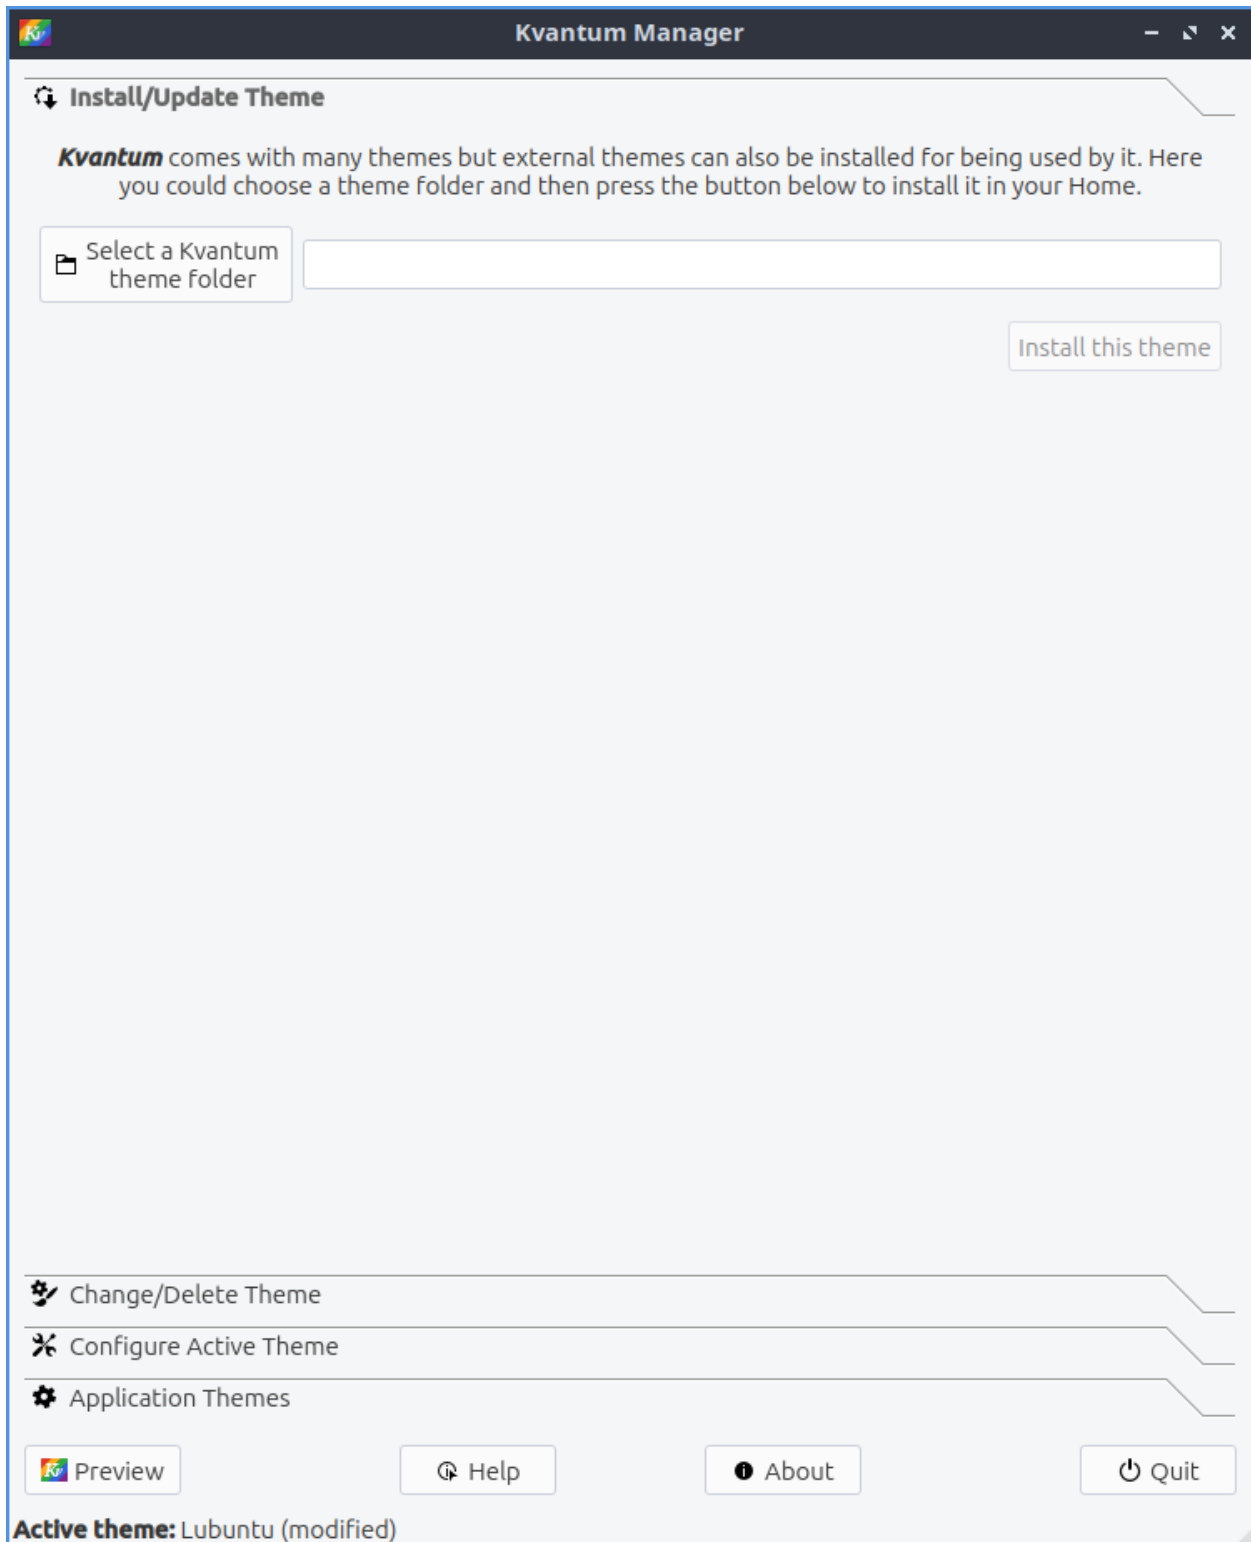 Kvantum Manager
Install/Update Theme
Kvantum comes with many themes but external themes can also be installed for being used by it. Here
you could choose a theme folder and then press the button below to install it in your Home.
Select a Kvantum
theme folder
Install this theme
Change/Delete Theme
Configure Active Theme
Application Themes
Preview
Help
About
Quit
Active theme: Lubuntu (modified)